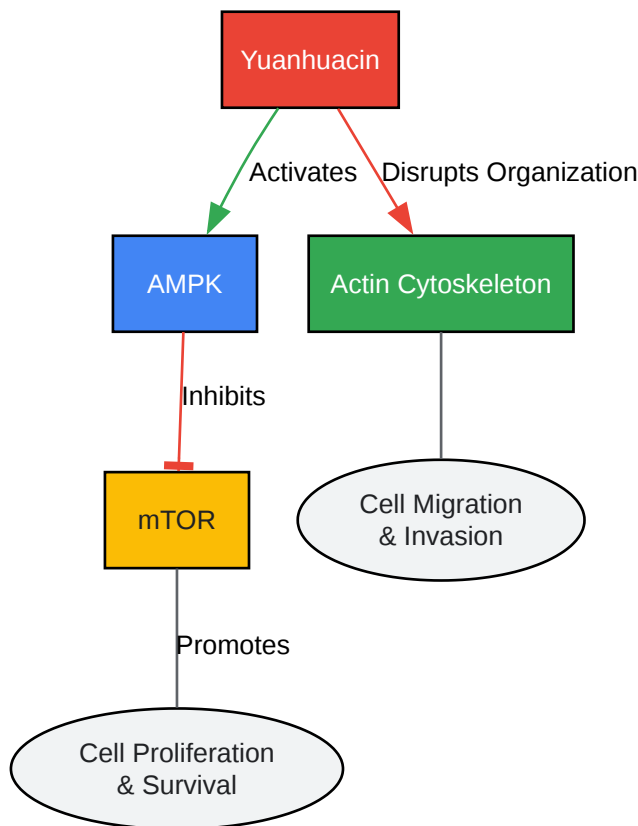 Yuanhuacin
Activates
Disrupts Organization
AMPK
Actin Cytoskeleton
Inhibits
mTOR
Cell Migration
& Invasion
Promotes
Cell Proliferation
& Survival